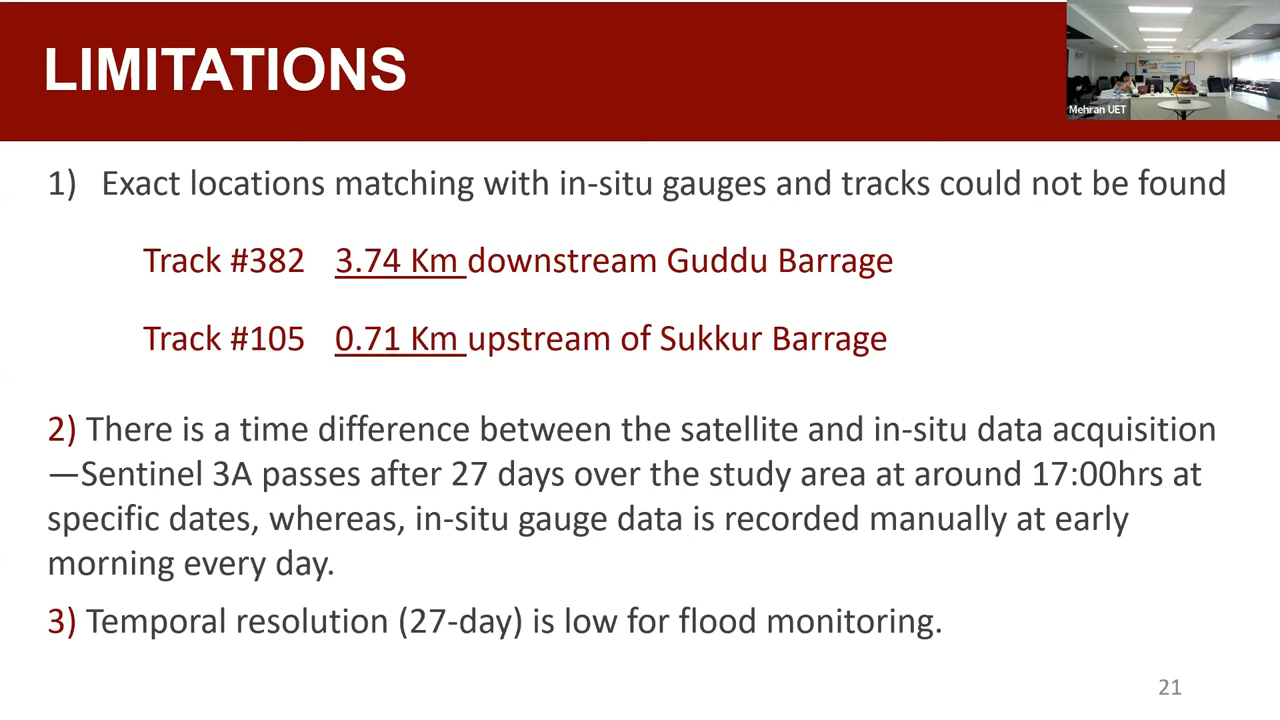 LIMITATIONS
Mehran UET
1) Exact locations matching with in-situ gauges and tracks could not be found
Track #382 3.74 Km downstream Guddu Barrage
Track #105 0.71 Km upstream of Sukkur Barrage
2) There is a time difference between the satellite and in-situ data acquisition
—Sentinel 3A passes after 27 days over the study area at around 17:00hrs at
specific dates, whereas, in-situ gauge data is recorded manually at early
morning every day.
3) Temporal resolution (27-day) is low for flood monitoring.
21